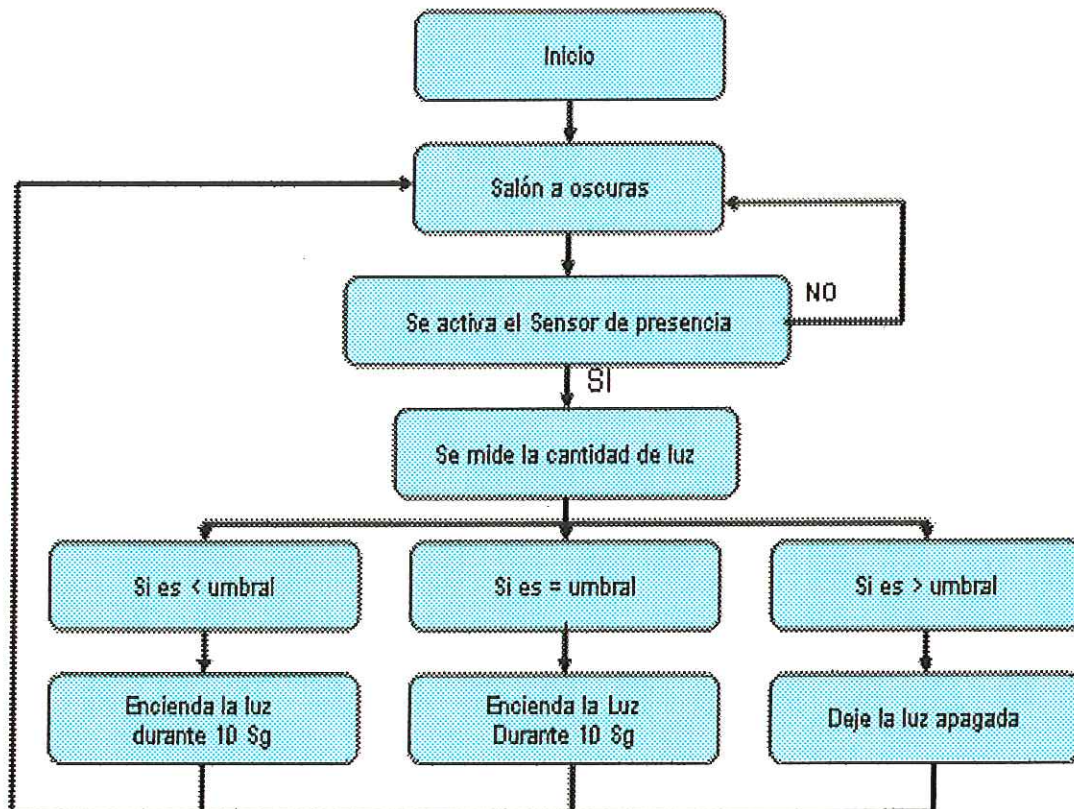 Inicio
Salón a oscuras
Se activa el Sensor de presencia
NO
SI
Se mide la cantidad de luz
Si es < umbral
Si es = umbral
Si es > umbral
Encienda la luz
durante 10 Sg
Encienda la Luz
Durante 10 Sg
Deje la luz apagada